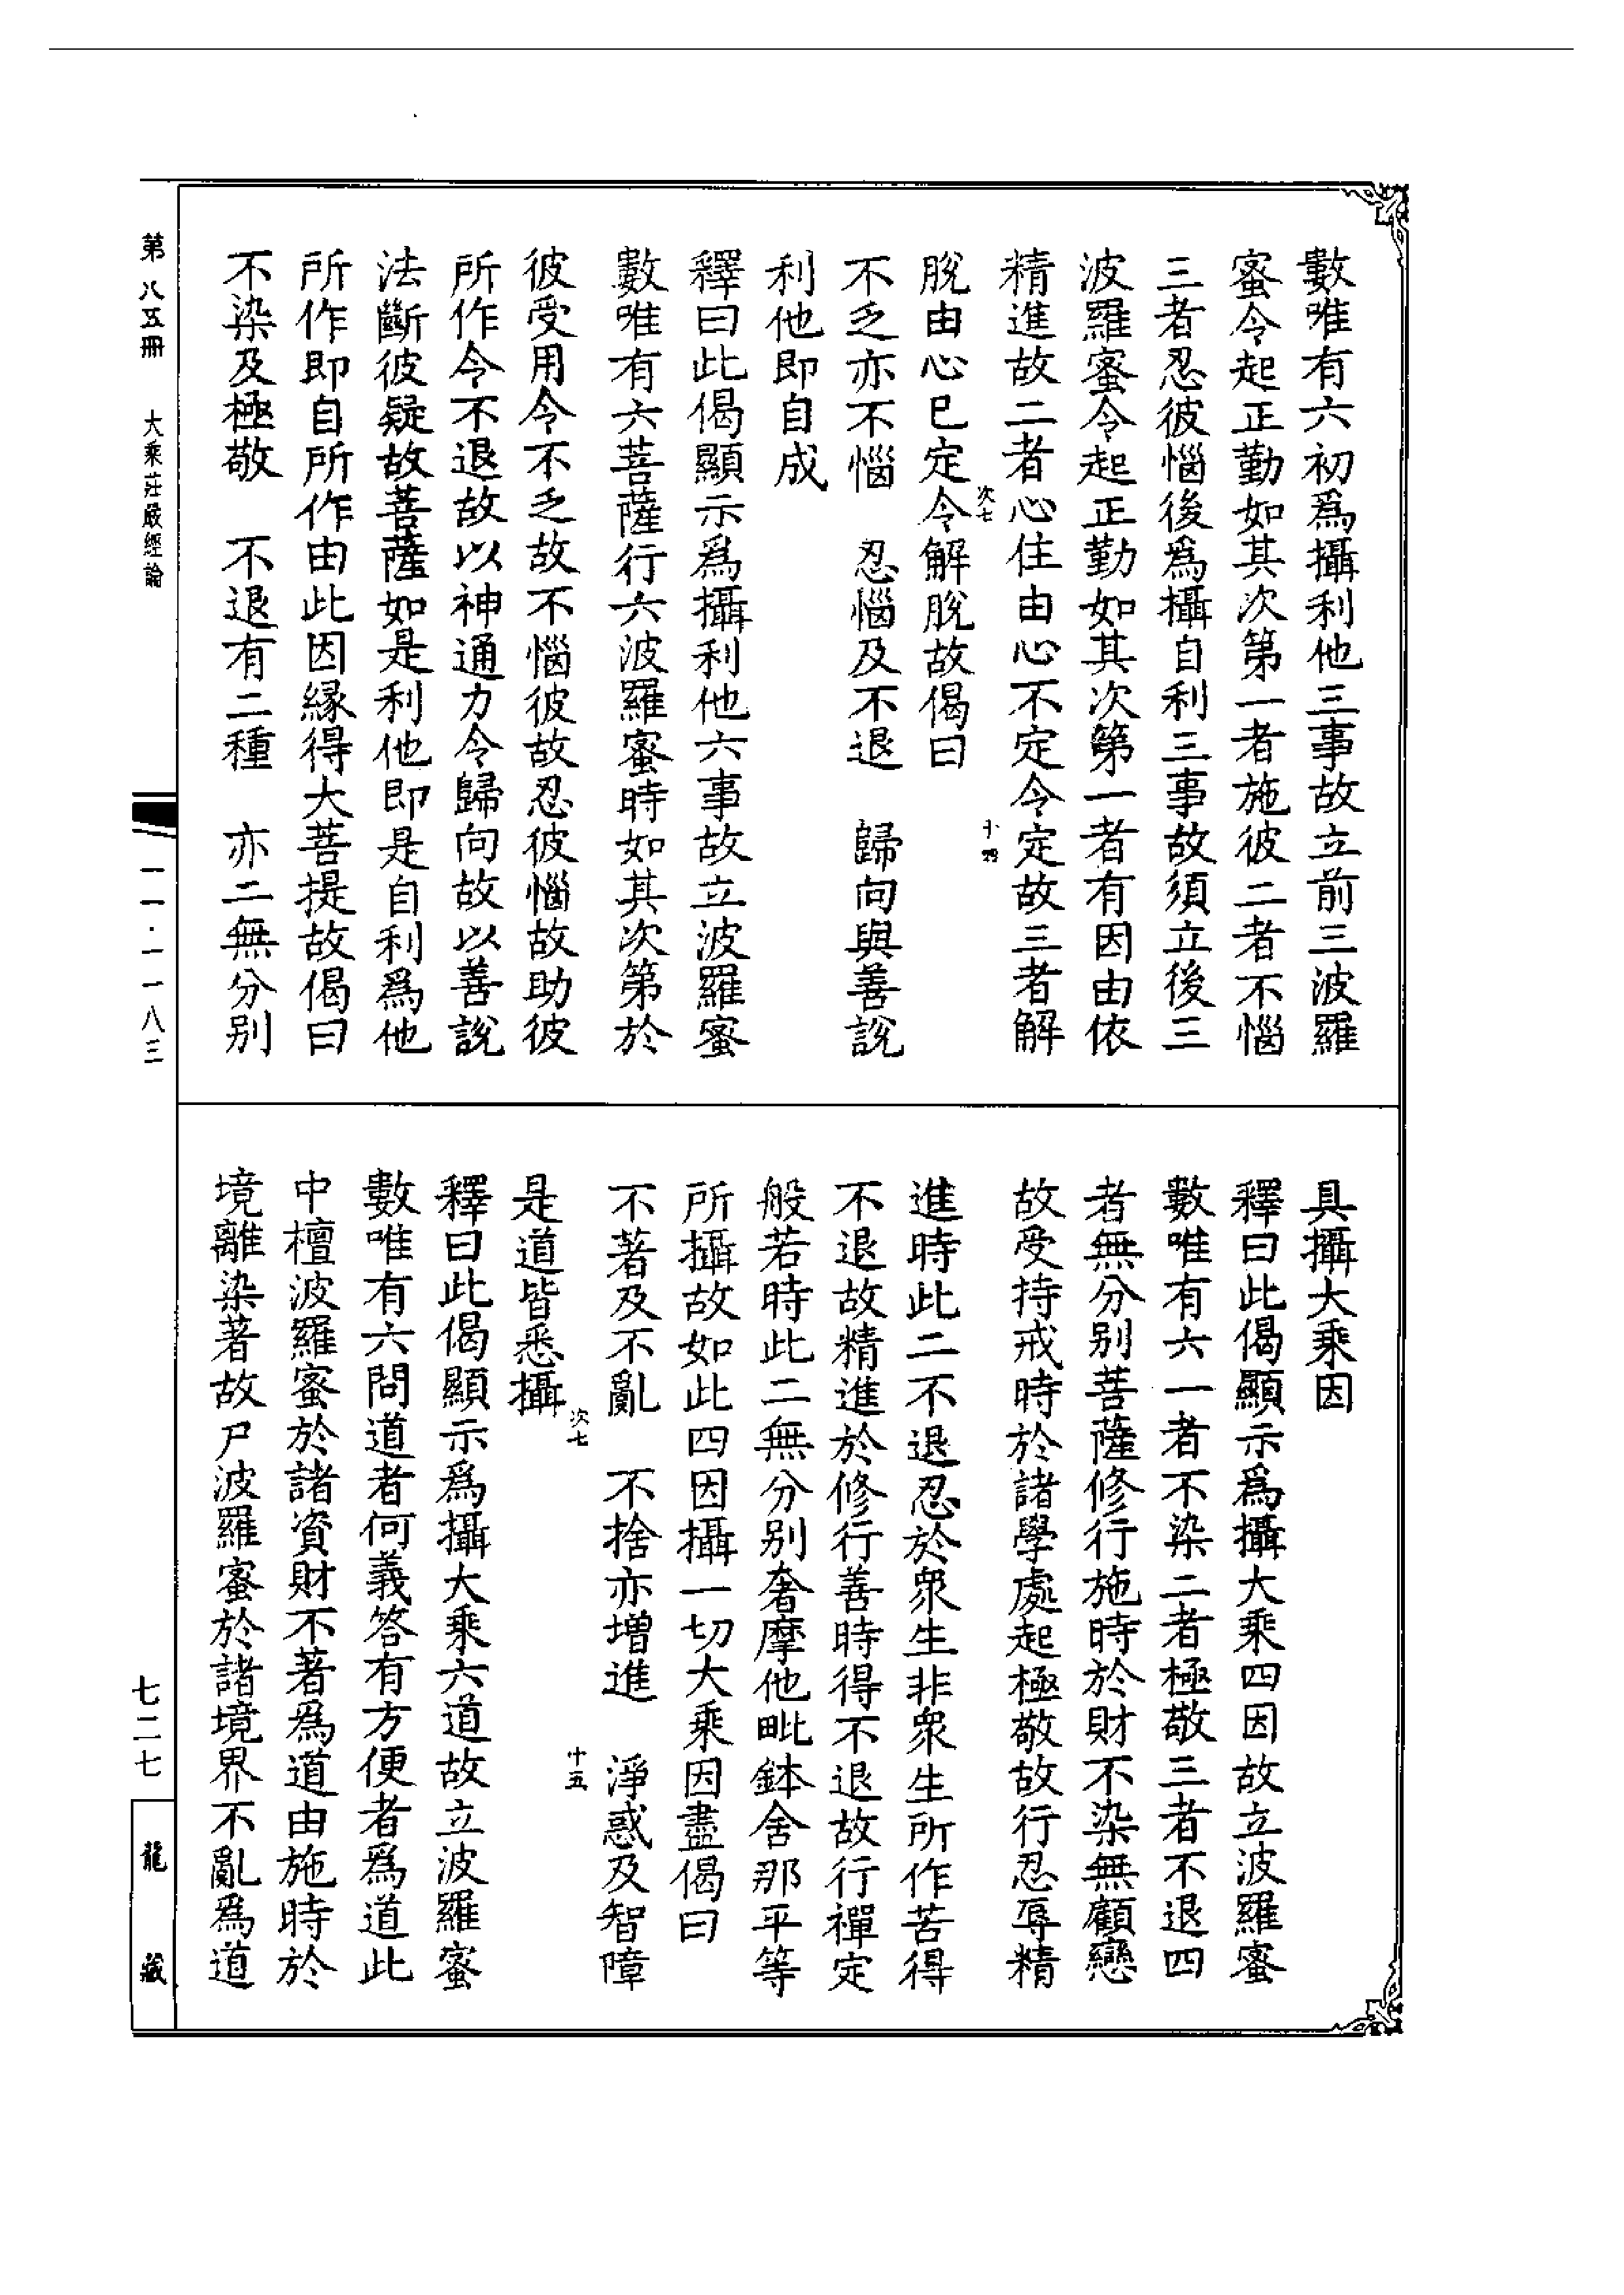 數唯有六初爲攝利他三事故立前三波羅
蜜令起正勤如其次第一者施彼二者不惱
三者忍彼惱後爲攝自利三事故須立後三
波羅蜜令起正勤如其次第一者有因由依
精進故二者心住由心不定令定故三者解
脫由心已定令解脫故偈曰
次七
十四
不乏亦不惱　忍惱及不退　歸向與善說
利他即自成
釋曰此偈顯示爲攝利他六事故立波羅蜜
數唯有六菩薩行六波羅蜜時如其次第於
彼受用令不乏故不惱彼故忍彼惱故助彼
所作令不退故以神通力令歸向故以善說
法斷彼疑故菩薩如是利他即是自利爲他
所作即自所作由此因緣得大菩提故偈曰
不染及極敬　不退有二種　亦二無分別
具攝大乘因
釋曰此偈顯示爲攝大乘四因故立波羅蜜
數唯有六一者不染二者極敬三者不退四
者無分別菩薩修行施時於財不染無顧戀
故受持戒時於諸學處起極敬故行忍辱精
進時此二不退忍於眾生非眾生所作苦得
不退故精進於修行善時得不退故行禪定
般若時此二無分別奢摩他毗鉢舍那平等
所攝故如此四因攝一切大乘因盡偈曰
不著及不亂　不捨亦增進　淨惑及智障
次七
十五
是道皆悉攝
釋曰此偈顯示爲攝大乘六道故立波羅蜜
數唯有六問道者何義答有方便者爲道此
中檀波羅蜜於諸資財不著爲道由施時於
境離染著故尸波羅蜜於諸境界不亂爲道
第八五冊　大乘莊嚴經論
一一·一一八三
七二七
龍藏